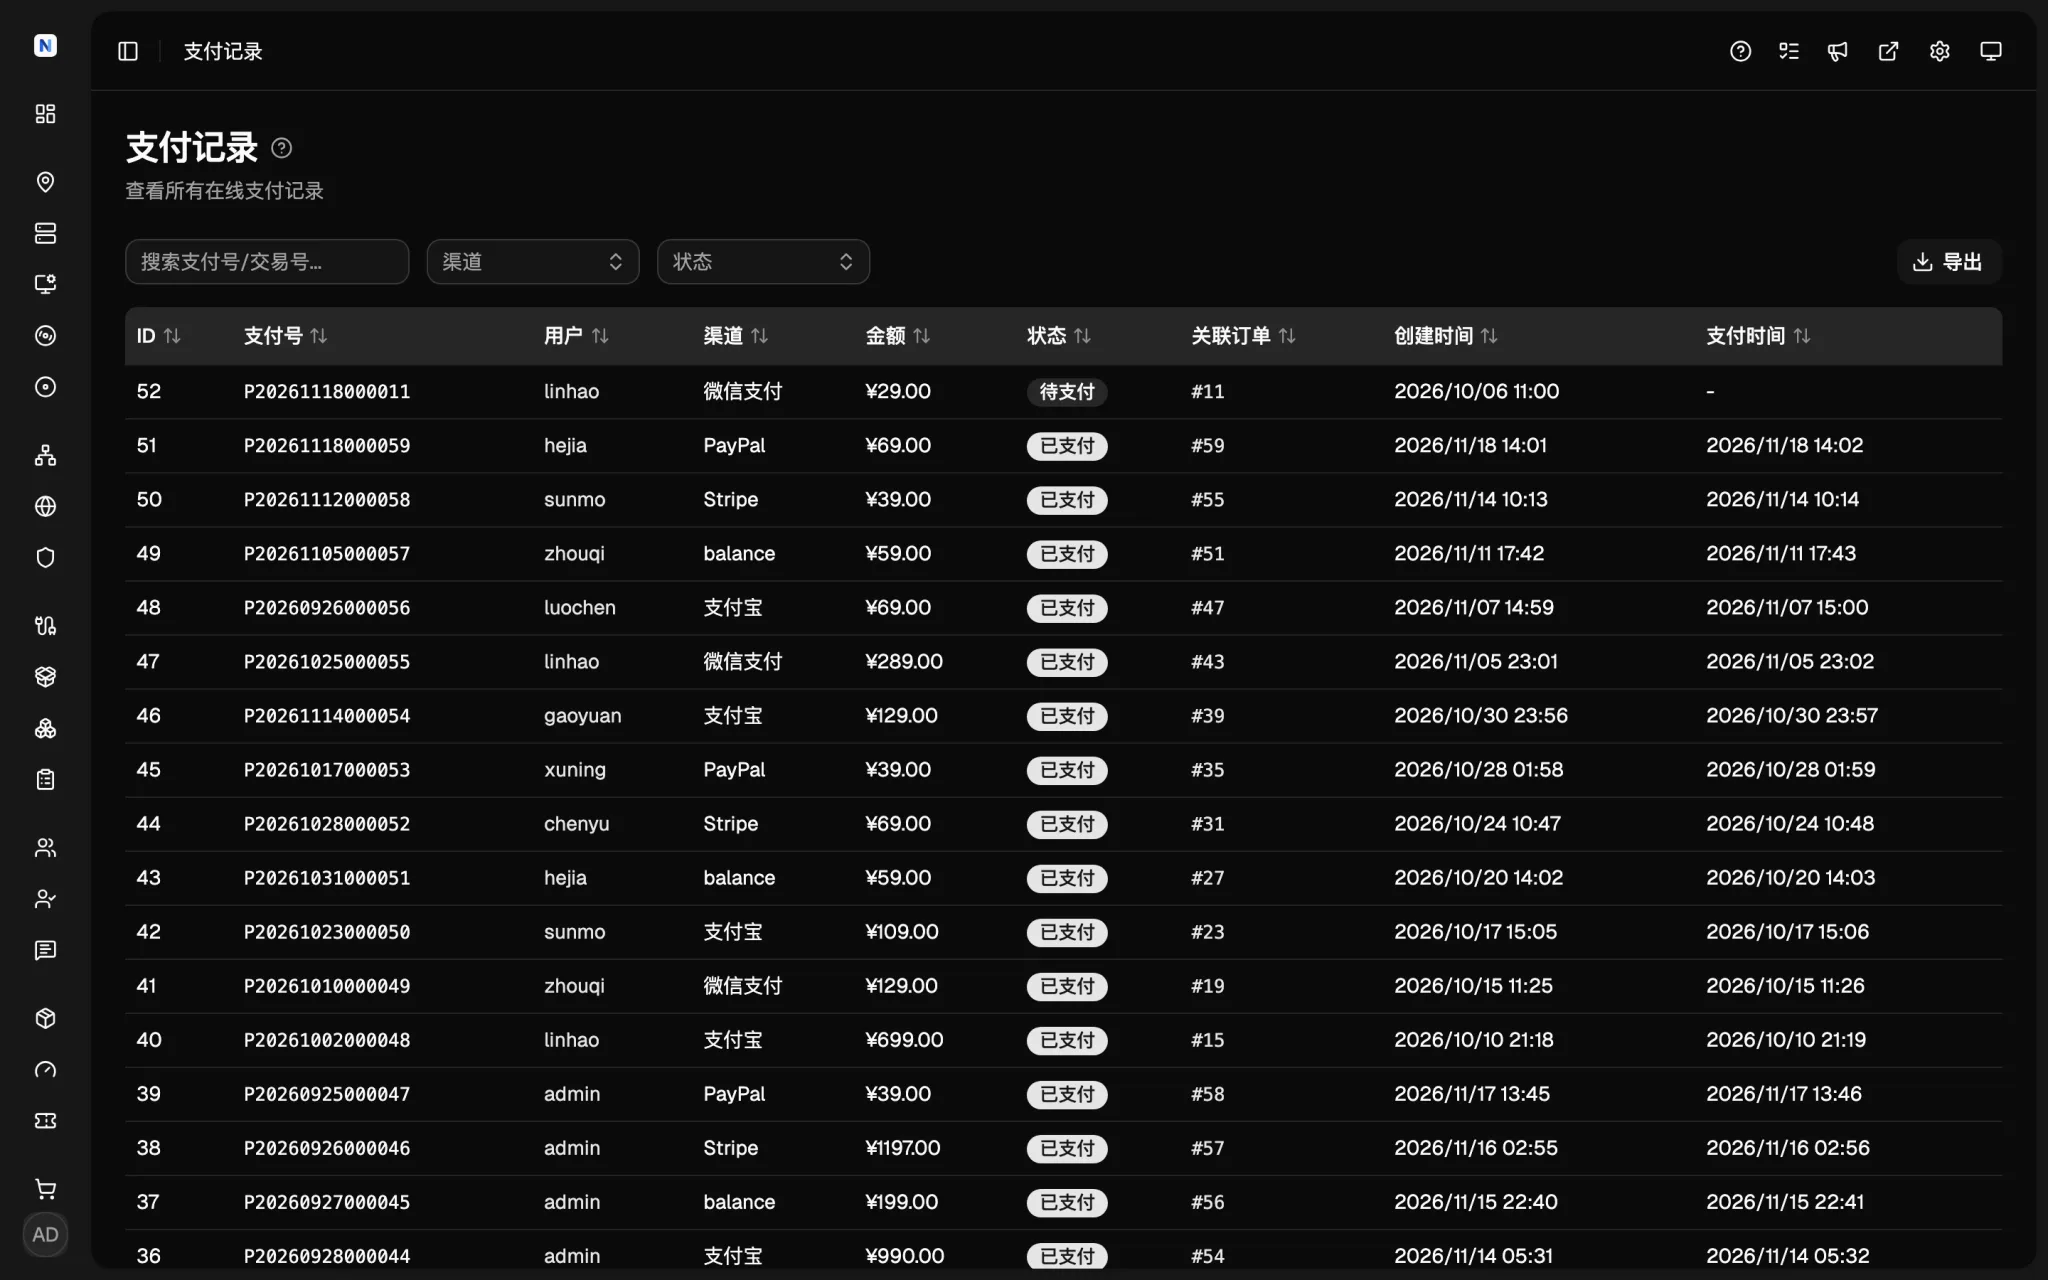 N
支付记录
支付记录
查看所有在线支付记录
搜索支付号/交易号... 渠道 状态 导出
ID 支付号 用户 渠道 金额 状态 关联订单 创建时间 支付时间
52 P20261118000011 linhao 微信支付 ¥29.00 待支付 #11 2026/10/06 11:00 -
51 P20261118000059 hejia PayPal ¥69.00 已支付 #59 2026/11/18 14:01 2026/11/18 14:02
50 P20261112000058 sunmo Stripe ¥39.00 已支付 #55 2026/11/14 10:13 2026/11/14 10:14
49 P20261105000057 zhouqi balance ¥59.00 已支付 #51 2026/11/11 17:42 2026/11/11 17:43
48 P20260926000056 luochen 支付宝 ¥69.00 已支付 #47 2026/11/07 14:59 2026/11/07 15:00
47 P20261025000055 linhao 微信支付 ¥289.00 已支付 #43 2026/11/05 23:01 2026/11/05 23:02
46 P20261114000054 gaoyuan 支付宝 ¥129.00 已支付 #39 2026/10/30 23:56 2026/10/30 23:57
45 P20261017000053 xuning PayPal ¥39.00 已支付 #35 2026/10/28 01:58 2026/10/28 01:59
44 P20261028000052 chenyu Stripe ¥69.00 已支付 #31 2026/10/24 10:47 2026/10/24 10:48
43 P20261031000051 hejia balance ¥59.00 已支付 #27 2026/10/20 14:02 2026/10/20 14:03
42 P20261023000050 sunmo 支付宝 ¥109.00 已支付 #23 2026/10/17 15:05 2026/10/17 15:06
41 P20261010000049 zhouqi 微信支付 ¥129.00 已支付 #19 2026/10/15 11:25 2026/10/15 11:26
40 P20261002000048 linhao 支付宝 ¥699.00 已支付 #15 2026/10/10 21:18 2026/10/10 21:19
39 P20260925000047 admin PayPal ¥39.00 已支付 #58 2026/11/17 13:45 2026/11/17 13:46
38 P20260926000046 admin Stripe ¥1197.00 已支付 #57 2026/11/16 02:55 2026/11/16 02:56
37 P20260927000045 admin balance ¥199.00 已支付 #56 2026/11/15 22:40 2026/11/15 22:41
36 P20260928000044 admin 支付宝 ¥990.00 已支付 #54 2026/11/14 05:31 2026/11/14 05:32
AD